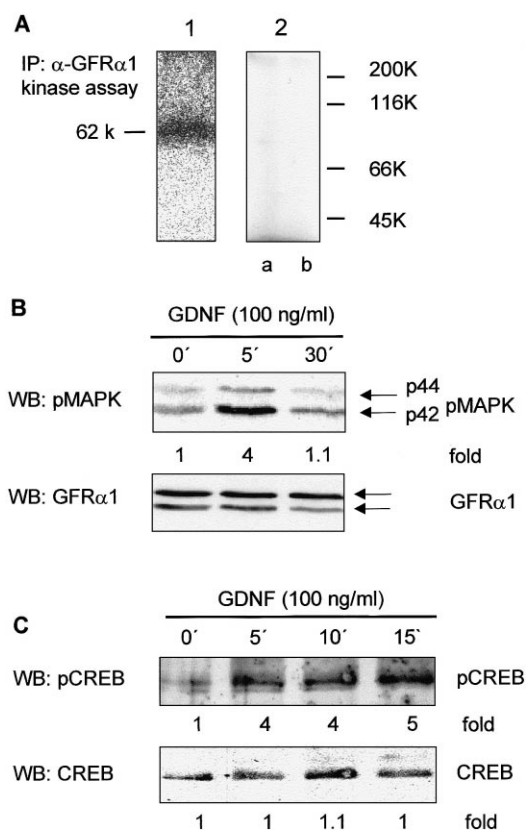 A
1 2
IP: α-GFRα1
kinase assay
62 k
200K
116K
66K
45K
a b
B
GDNF (100 ng/ml)
0´ 5´ 30´
WB: pMAPK
p44
p42 pMAPK
1 4 1.1 fold
WB: GFRα1 GFRα1
GDNF (100 ng/ml)
C 0´ 5´ 10´ 15`
WB: pCREB pCREB
1 4 4 5 fold
WB: CREB CREB
1 1 1.1 1 fold